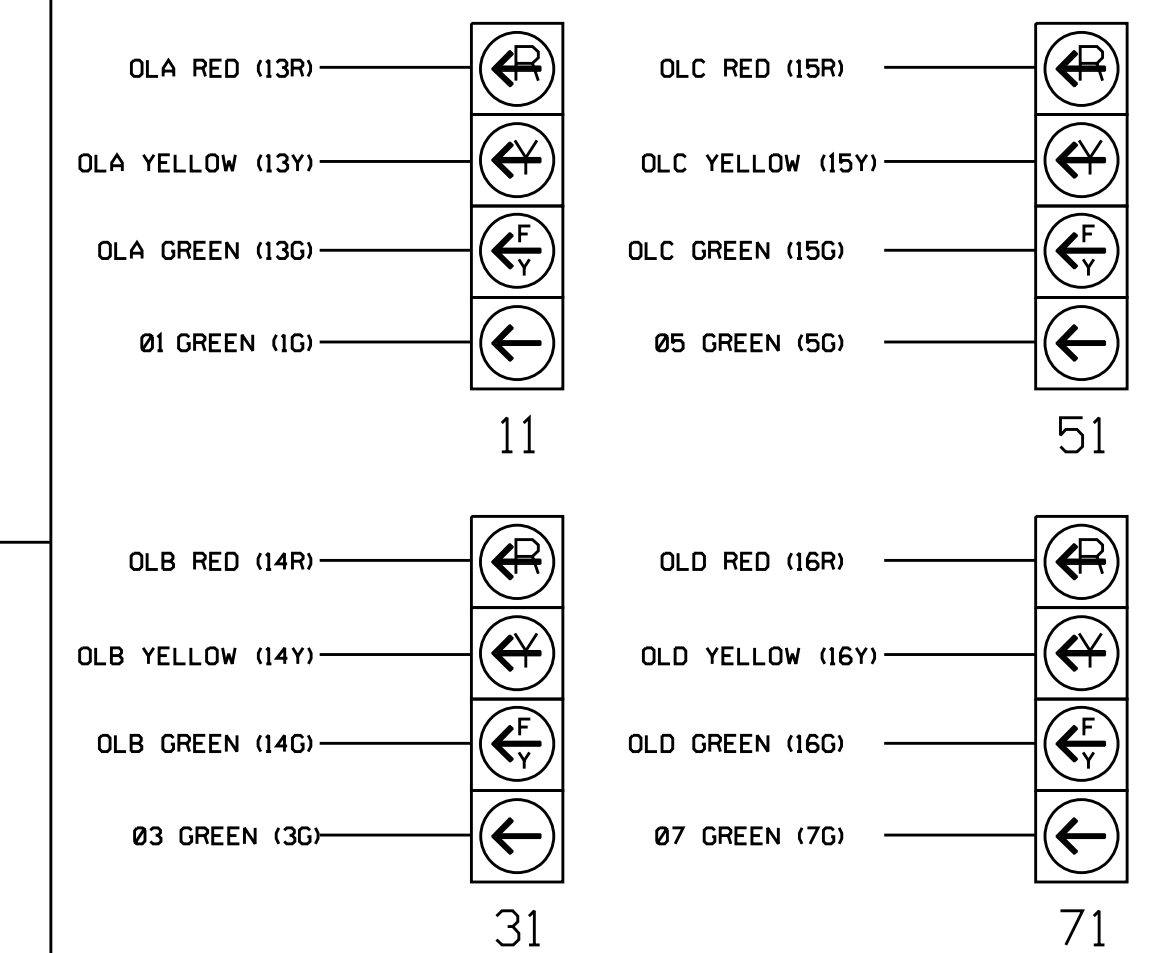 OLA RED (13R) R
OLA YELLOW (13Y) Y
OLA GREEN (13G) F Y
Ø1 GREEN (1G)
11
OLC RED (15R) R
OLC YELLOW (15Y) Y
OLC GREEN (15G) F Y
Ø5 GREEN (5G)
51
OLB RED (14R) R
OLB YELLOW (14Y) Y
OLB GREEN (14G) F Y
Ø3 GREEN (3G)
31
OLD RED (16R) R
OLD YELLOW (16Y) Y
OLD GREEN (16G) F Y
Ø7 GREEN (7G)
71